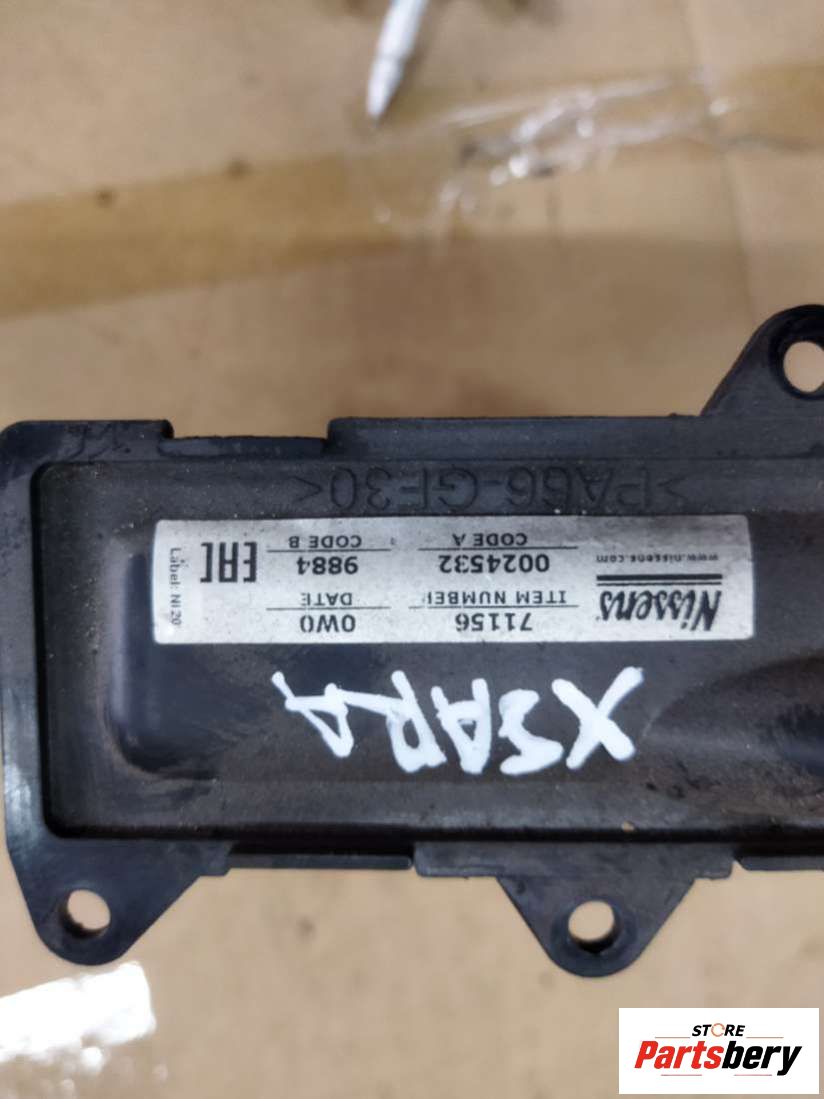 >PA66-GF30<
Nissens
www.nissens.com
71156
ITEM NUMBER
0024532
CODE A
0W0
DATE
9884
CODE B
EAC
Label: NI 20
XSARA
STORE
Partsbery